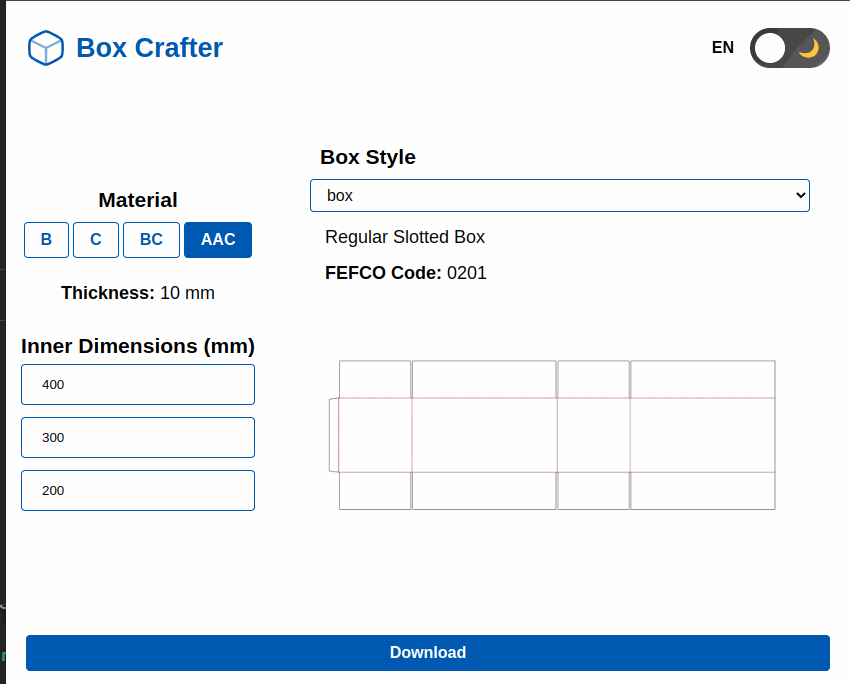 Box Crafter
EN
Box Style
box
Regular Slotted Box
FEFCO Code: 0201
Material
B
C
BC
AAC
Thickness: 10 mm
Inner Dimensions (mm)
400
300
200
Download